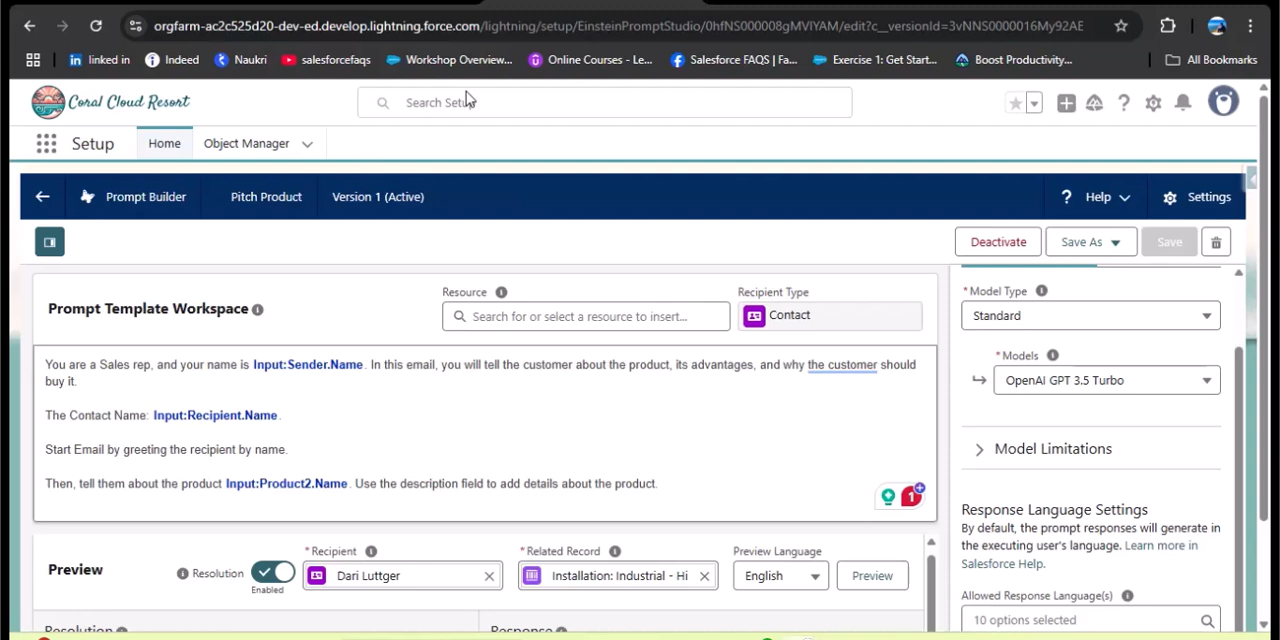 orgfarm-ac2c525d20-dev-ed.develop.lightning.force.com/lightning/setup/EinsteinPromptStudio/0hfNS000008gMVlYAM/edit?c__versionId=3vNNS0000016My92AE
linked in Indeed Naukri salesforcefaqs Workshop Overview... Online Courses - Le... Salesforce FAQS | Fa... Exercise 1: Get Start... Boost Productivity... All Bookmarks
Coral Cloud Resort Search Setup
Setup Home Object Manager
Prompt Builder Pitch Product Version 1 (Active) ? Help Settings
Deactivate Save As Save
Prompt Template Workspace
Resource
Search for or select a resource to insert...
Recipient Type
Contact
You are a Sales rep, and your name is Input:Sender.Name. In this email, you will tell the customer about the product, its advantages, and why the customer should
buy it.
The Contact Name: Input:Recipient.Name.
Start Email by greeting the recipient by name.
Then, tell them about the product Input:Product2.Name. Use the description field to add details about the product.
1
Preview
Resolution
Enabled
* Recipient
Dari Luttger
* Related Record
Installation: Industrial - Hi
Preview Language
English
Preview
Resolution
Response
* Model Type
Standard
* Models
OpenAI GPT 3.5 Turbo
Model Limitations
Response Language Settings
By default, the prompt responses will generate in
the executing user's language. Learn more in
Salesforce Help.
Allowed Response Language(s)
10 options selected